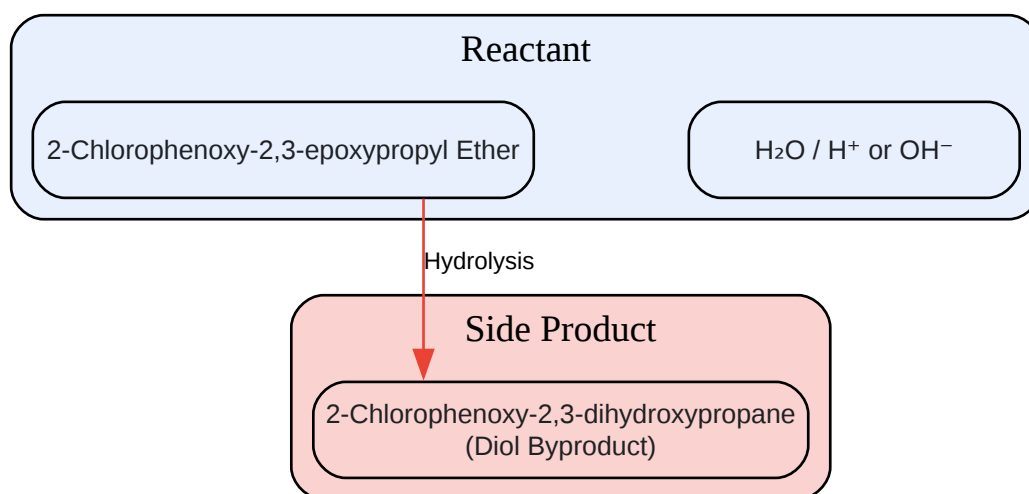 Reactant
2-Chlorophenoxy-2,3-epoxypropyl Ether
H₂O / H⁺ or OH⁻
Hydrolysis
Side Product
2-Chlorophenoxy-2,3-dihydroxypropane
(Diol Byproduct)